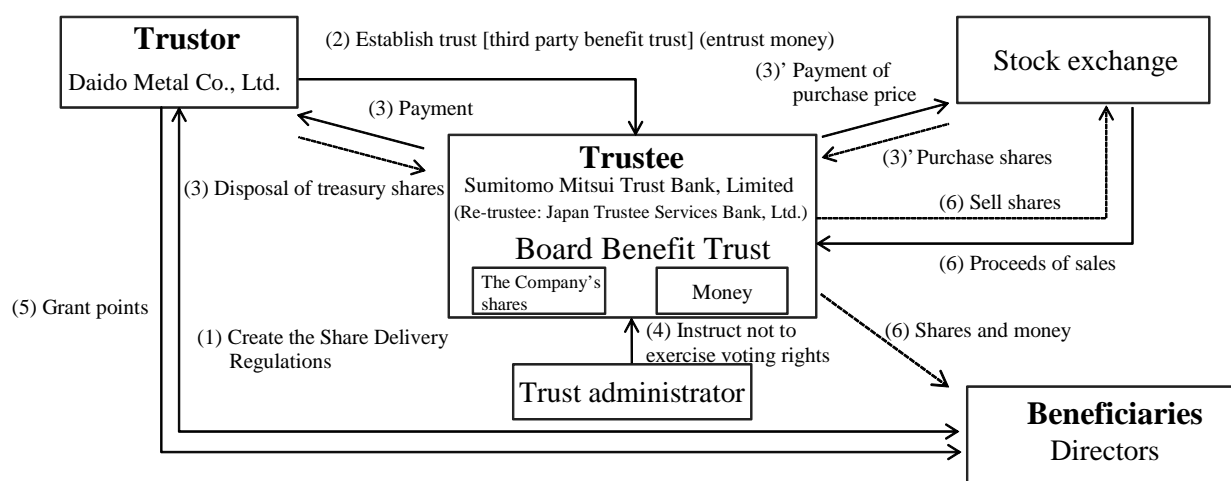 Trustor
Daido Metal Co., Ltd.
(2) Establish trust [third party benefit trust] (entrust money)
(3)’ Payment of
purchase price
Stock exchange
(3) Payment
(3) Disposal of treasury shares
Trustee
Sumitomo Mitsui Trust Bank, Limited
(Re-trustee: Japan Trustee Services Bank, Ltd.)
Board Benefit Trust
The Company’s
shares
Money
(3)’ Purchase shares
(6) Sell shares
(6) Proceeds of sales
(5) Grant points
(1) Create the Share Delivery
Regulations
(4) Instruct not to
exercise voting rights
(6) Shares and money
Trust administrator
Beneficiaries
Directors